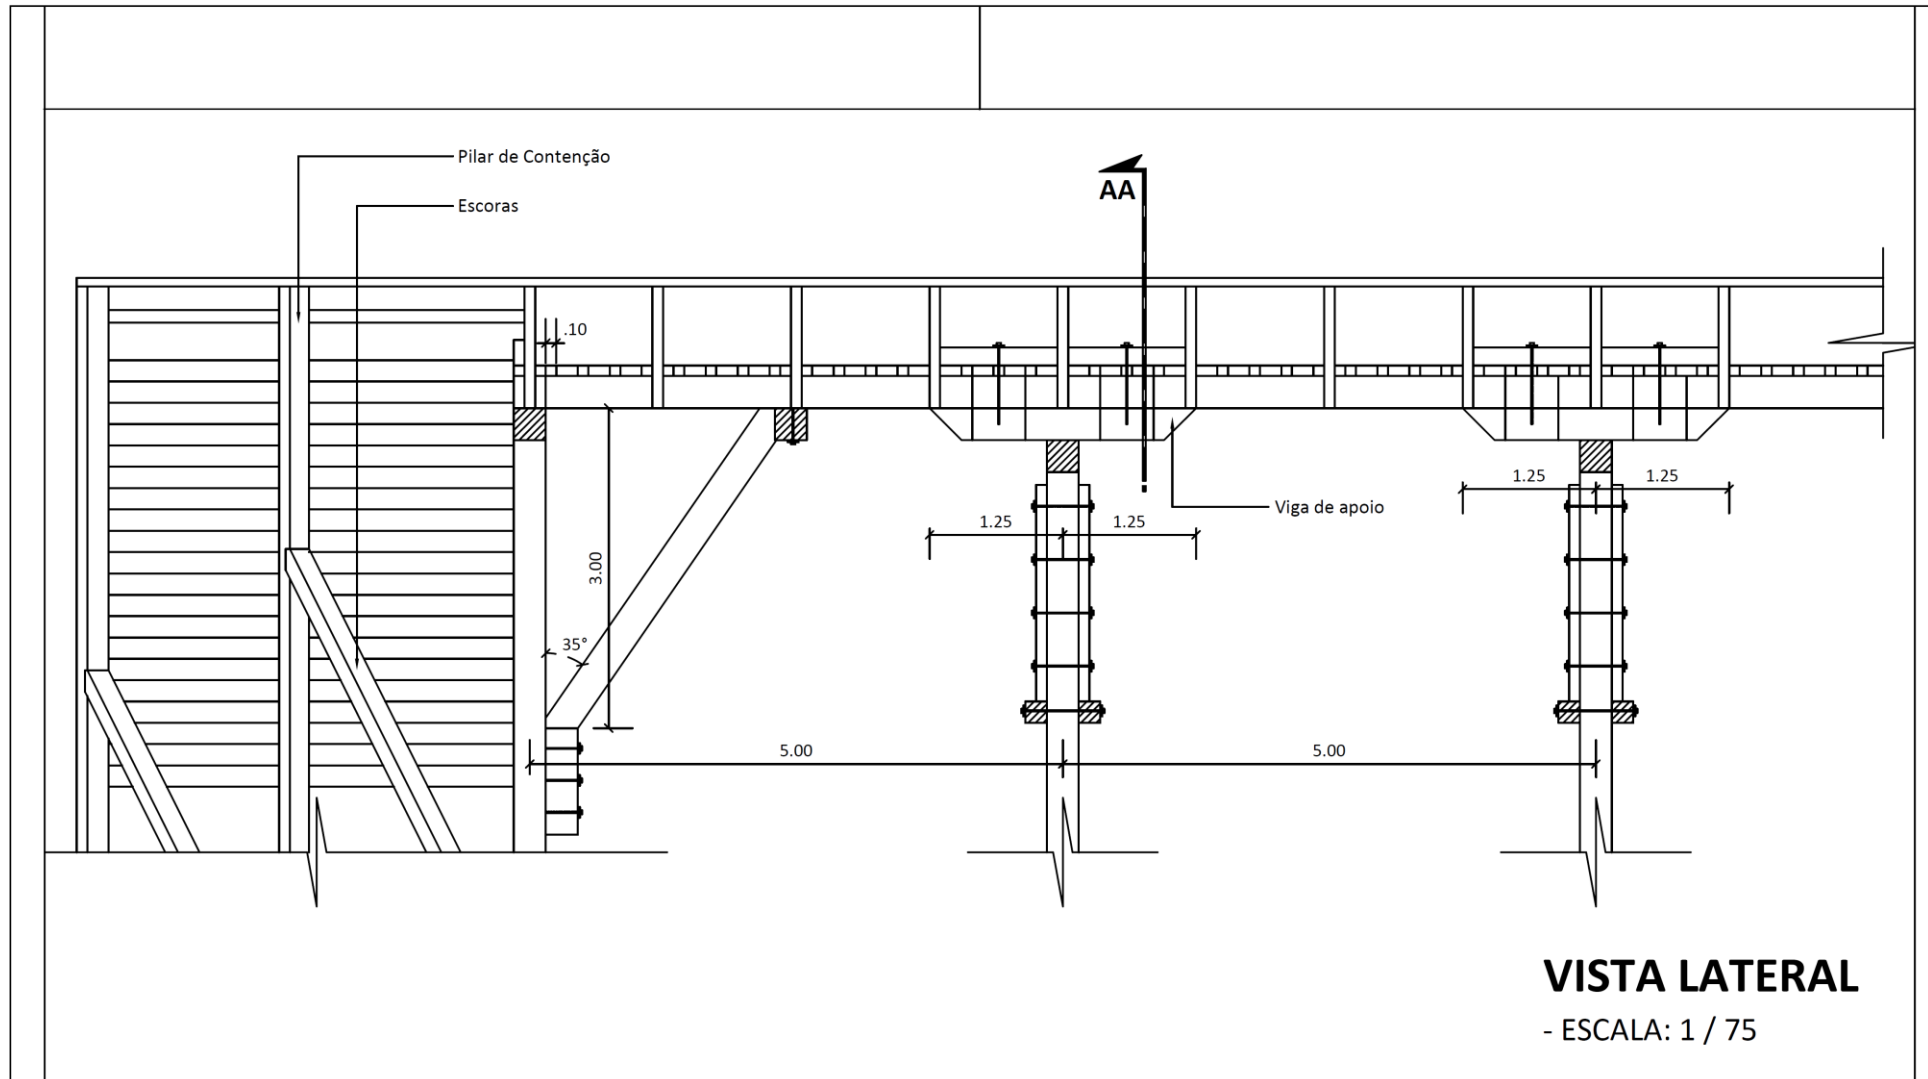 Pilar de Contenção
Escoras
AA
.10
1.25
1.25
1.25
1.25
Viga de apoio
3.00
35°
5.00
5.00
VISTA LATERAL
- ESCALA: 1 / 75